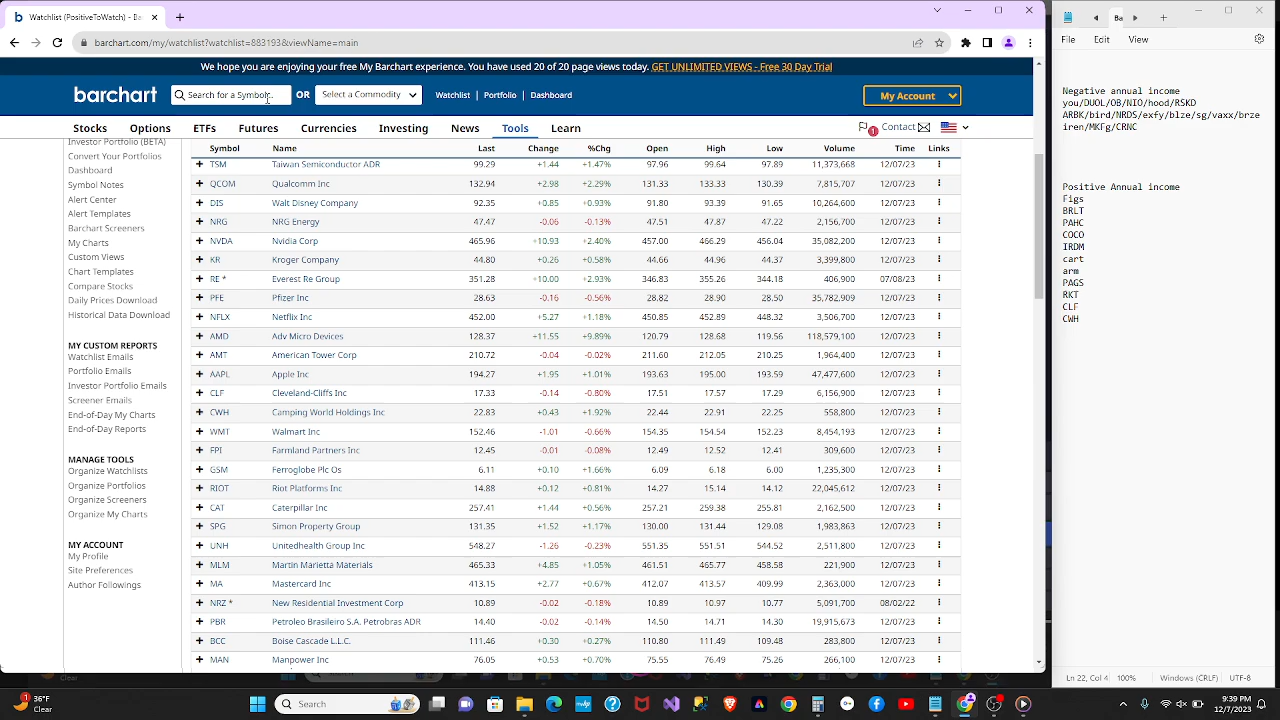 Watchlist (PositiveToWatch) - Ba
barchart.com/my/watchlist?watchlist=883193&viewName=main
We hope you are enjoying your free My Barchart experience. You have used 20 of 20 page views today. GET UNLIMITED VIEWS - Free 30 Day Trial
barchart Search for a Symbol... OR Select a Commodity Watchlist | Portfolio | Dashboard My Account
Stocks Options ETFs Futures Currencies Investing News Tools Learn Contact
Investor Portfolio (BETA)
Convert Your Portfolios
Dashboard
Symbol Notes
Alert Center
Alert Templates
Barchart Screeners
My Charts
Custom Views
Chart Templates
Compare Stocks
Daily Prices Download
Historical Data Download
MY CUSTOM REPORTS
Watchlist Emails
Portfolio Emails
Investor Portfolio Emails
Screener Emails
End-of-Day My Charts
End-of-Day Reports
MANAGE TOOLS
Organize Watchlists
Organize Portfolios
Organize Screeners
Organize My Charts
MY ACCOUNT
My Profile
Site Preferences
Author Followings
Symbol Name Last Change %Chg Open High Low Volume Time Links
TSM Taiwan Semiconductor ADR 99.29 +1.44 +1.47% 97.96 99.64 97.89 11,373,668 12/07/23
QCOM Qualcomm Inc 132.94 +2.98 +2.29% 131.33 133.33 130.39 7,815,707 12/07/23
DIS Walt Disney Company 92.35 +0.85 +0.93% 91.80 93.39 91.65 10,264,600 12/07/23
NRG NRG Energy 47.47 -0.06 -0.13% 47.51 47.87 47.22 2,156,700 12/07/23
NVDA Nvidia Corp 465.96 +10.93 +2.40% 457.00 466.29 456.04 35,082,200 12/07/23
KR Kroger Company 44.80 +0.26 +0.58% 44.66 44.96 44.37 3,399,800 12/07/23
RE * Everest Re Group 351.28 +10.00 +2.93% 346.83 355.26 344.18 406,900 07/08/23
PFE Pfizer Inc 28.63 -0.16 -0.56% 28.82 28.90 28.50 35,782,909 12/07/23
NFLX Netflix Inc 452.00 +5.27 +1.18% 450.85 452.89 448.32 3,506,700 12/07/23
AMD Adv Micro Devices 128.37 +11.55 +9.89% 120.79 128.68 119.56 118,579,100 12/07/23
AMT American Tower Corp 210.72 -0.04 -0.02% 211.60 212.05 210.25 1,964,400 12/07/23
AAPL Apple Inc 194.27 +1.95 +1.01% 193.63 195.00 193.59 47,477,600 12/07/23
CLF Cleveland-Cliffs Inc 17.33 -0.14 -0.80% 17.51 17.57 17.29 6,156,900 12/07/23
CWH Camping World Holdings Inc 22.83 +0.43 +1.92% 22.44 22.91 22.25 558,800 12/07/23
WMT Walmart Inc 152.46 -1.01 -0.66% 154.35 154.54 152.23 8,454,193 12/07/23
FPI Farmland Partners Inc 12.45 -0.01 -0.08% 12.49 12.52 12.41 309,600 12/07/23
GSM Ferroglobe Plc Os 6.11 +0.10 +1.66% 6.09 6.18 6.00 1,235,300 12/07/23
RIOT Riot Platforms Inc 14.88 +0.12 +0.81% 14.27 15.14 14.12 22,045,612 12/07/23
CAT Caterpillar Inc 257.41 +1.44 +0.56% 257.21 259.38 255.81 2,162,500 12/07/23
SPG Simon Property Group 131.35 +1.52 +1.17% 130.00 131.44 129.08 1,983,863 12/07/23
UNH Unitedhealth Group Inc 548.27 -1.26 -0.23% 551.35 551.51 544.52 2,511,800 12/07/23
MLM Martin Marietta Materials 465.33 +4.85 +1.05% 461.51 465.77 458.58 221,900 12/07/23
MA Mastercard Inc 413.15 +2.77 +0.67% 412.07 413.57 409.99 2,363,000 12/07/23
NRZ * New Residential Investment Corp 10.89 -0.02 -0.18% 10.89 10.97 10.77 5,091,700 08/02/22
PBR Petroleo Brasileiro S.A. Petrobras ADR 14.40 -0.02 -0.14% 14.50 14.71 14.30 19,915,673 12/07/23
BCC Boise Cascade L.L.C. 111.46 +0.30 +0.27% 110.80 111.49 109.48 283,800 12/07/23
MAN Manpower Inc 76.05 +0.53 +0.70% 75.55 76.49 75.26 266,100 12/07/23
Ba
File Edit View
Negative annual income
you/DUOL/OB/NIO/hood/RSKD
ARBK/bird/NRDS/exfy/blze/sg/vaxx/brze
iren/MKFg/CRNC
Positive Annual income
Figs
BRLT
PAHC
COCO
IRDM
cart
arm
PAGS
RKT
CLF
CWH
Ln 22, Col 4 100% Windows (CRLF) UTF-8
36°F
Clear
Search
9:39 PM
12/7/2023